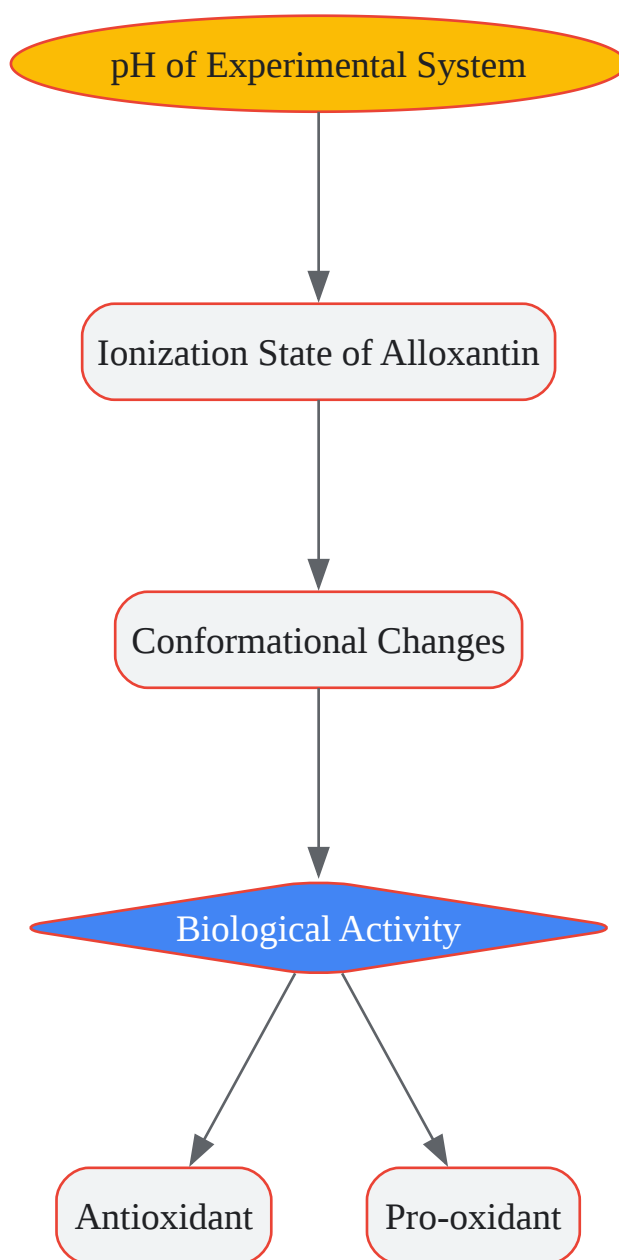 pH of Experimental System
Ionization State of Alloxantin
Conformational Changes
Biological Activity
Antioxidant
Pro-oxidant